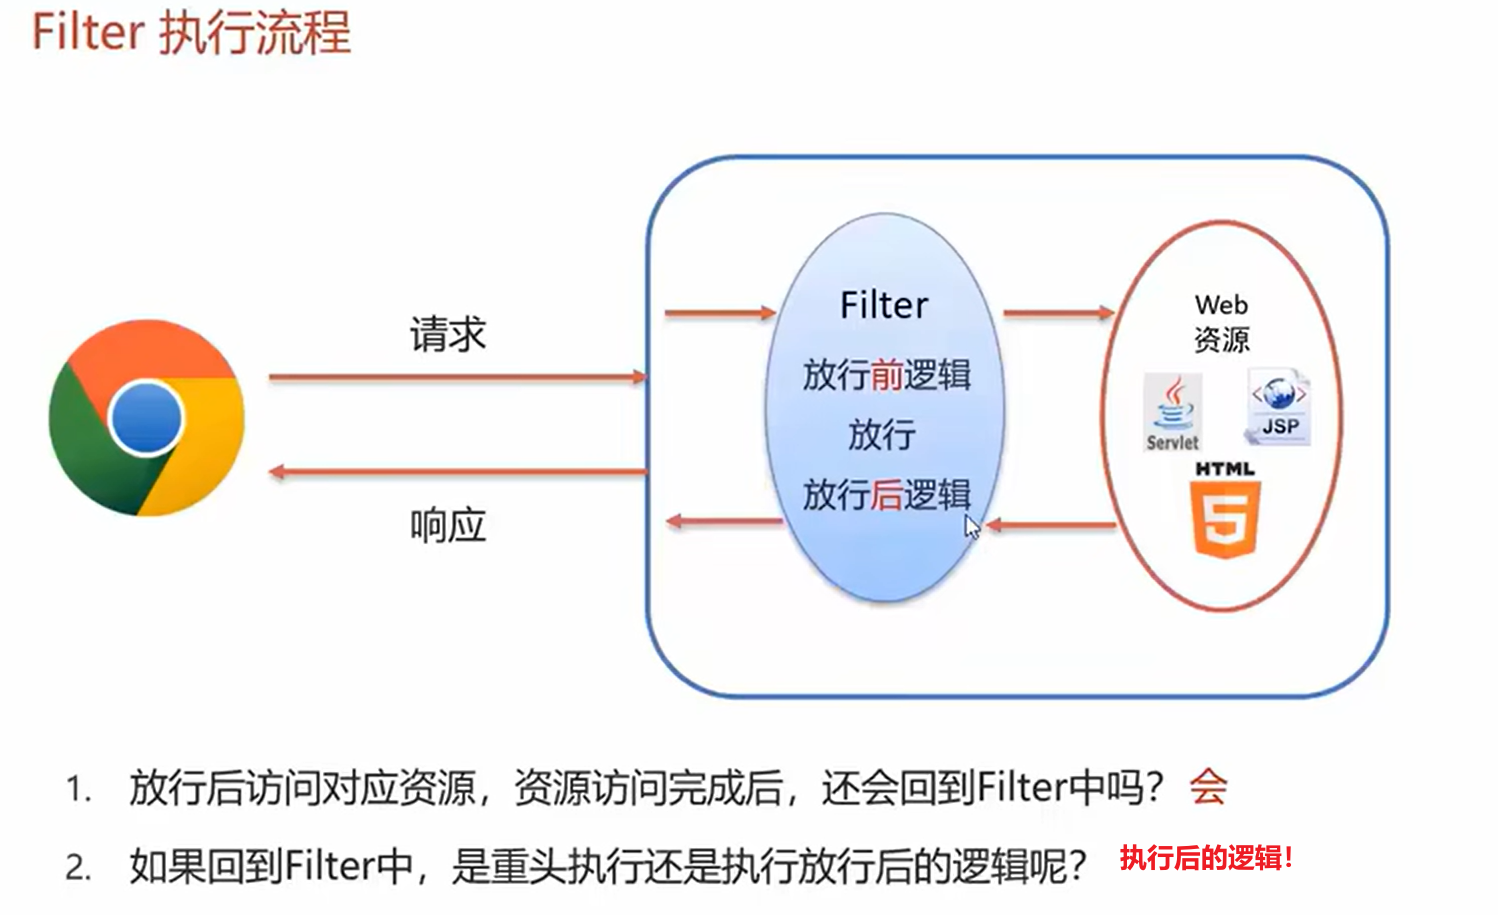 Filter 执行流程
请求
响应
Filter
放行前逻辑
放行
放行后逻辑
Web
资源
Servlet
JSP
HTML
5
1. 放行后访问对应资源，资源访问完成后，还会回到Filter中吗？ 会
2. 如果回到Filter中，是重头执行还是执行放行后的逻辑呢？ 执行后的逻辑！